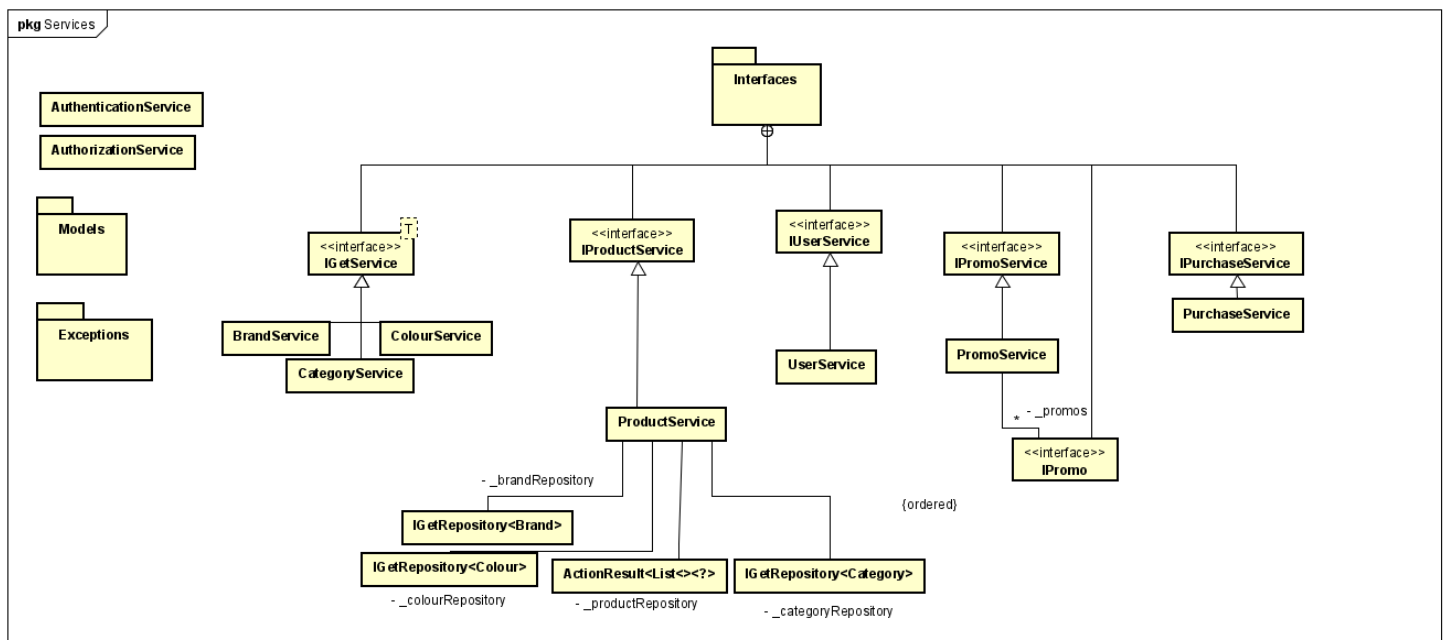 pkg Services
Interfaces
AuthenticationService
AuthorizationService
Models
Exceptions
T
<<interface>>
IGetService
<<interface>>
IProductService
<<interface>>
IUserService
<<interface>>
IPromoService
<<interface>>
IPurchaseService
BrandService
ColourService
CategoryService
UserService
PromoService
PurchaseService
ProductService
* - _promos
<<interface>>
IPromo
- _brandRepository
{ordered}
IGetRepository<Brand>
IGetRepository<Colour>
ActionResult<List<><?>
IGetRepository<Category>
- _colourRepository
- _productRepository
- _categoryRepository